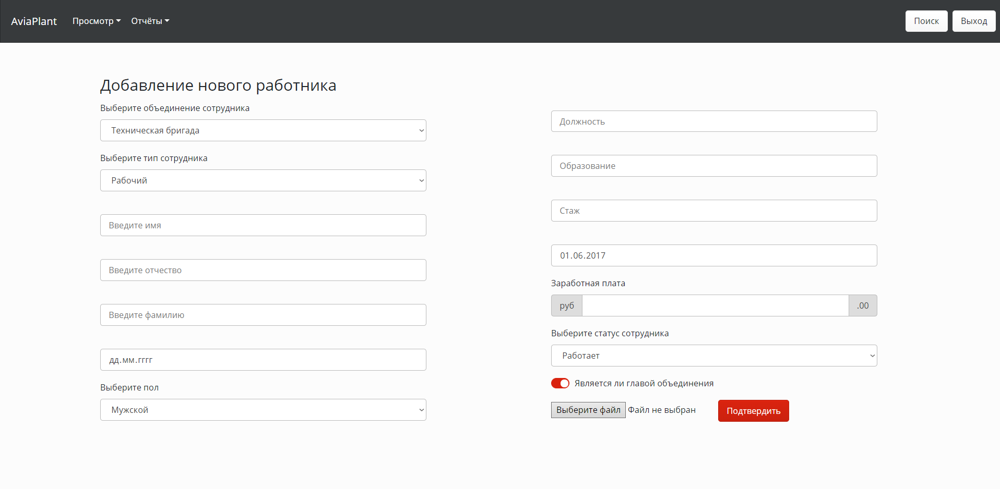 AviaPlant Просмотр Отчёты Поиск Выход
Добавление нового работника
Выберите объединение сотрудника
Техническая бригада
Выберите тип сотрудника
Рабочий
Введите имя
Введите отчество
Введите фамилию
дд.мм.гггг
Выберите пол
Мужской
Должность
Образование
Стаж
01.06.2017
Заработная плата
руб .00
Выберите статус сотрудника
Работает
Является ли главой объединения
Выберите файл Файл не выбран Подтвердить